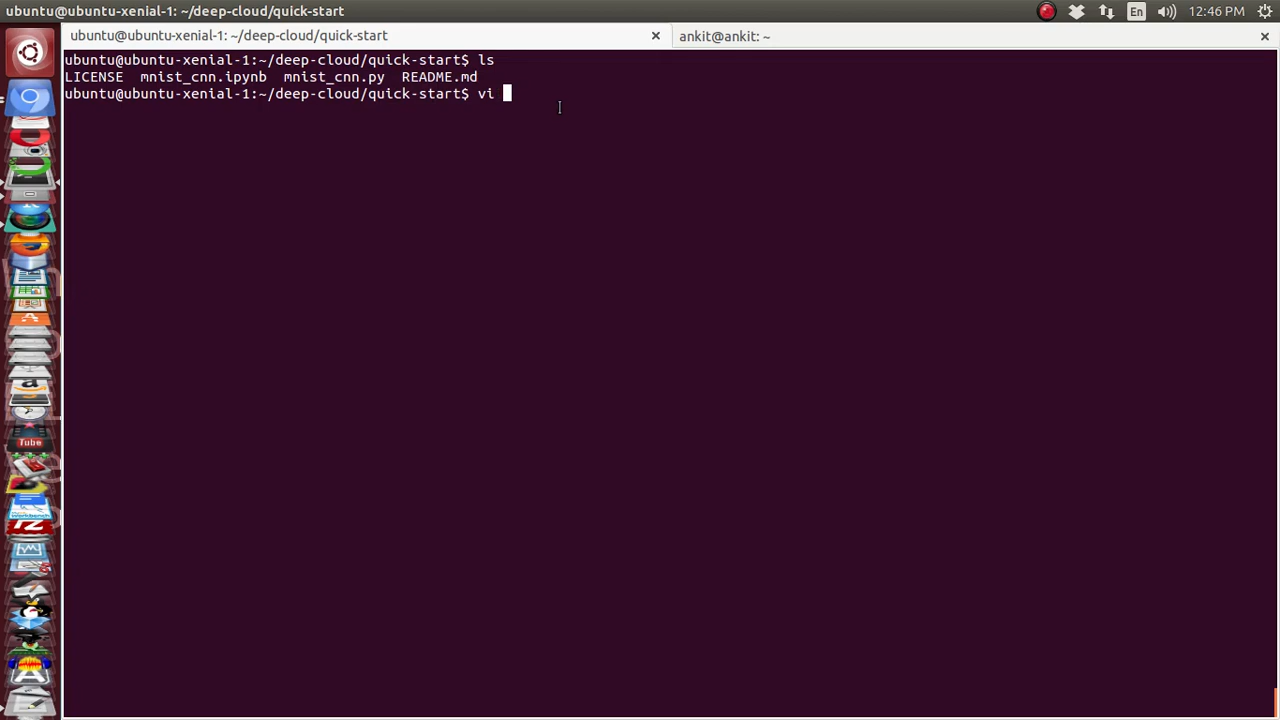 ubuntu@ubuntu-xenial-1: ~/deep-cloud/quick-start
En
12:46 PM
ubuntu@ubuntu-xenial-1: ~/deep-cloud/quick-start
ankit@ankit: ~
ubuntu@ubuntu-xenial-1:~/deep-cloud/quick-start$ ls
LICENSE mnist_cnn.ipynb mnist_cnn.py README.md
ubuntu@ubuntu-xenial-1:~/deep-cloud/quick-start$ vi
Tube